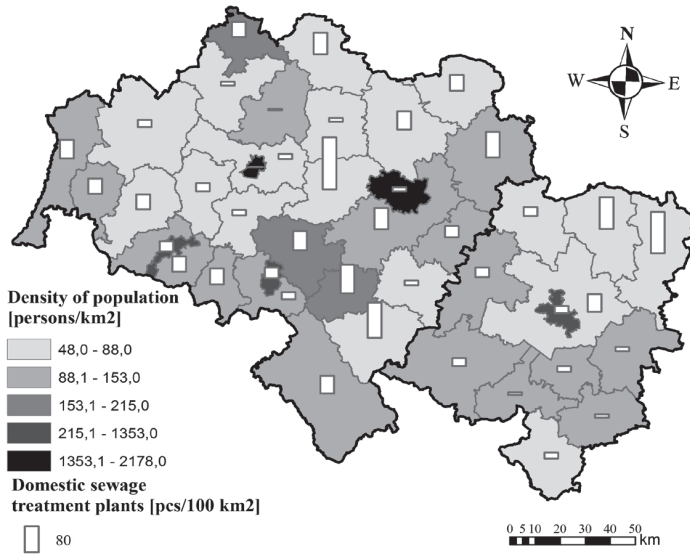 N
W E
S
Density of population
[persons/km2]
48,0 - 88,0
88,1 - 153,0
153,1 - 215,0
215,1 - 1353,0
1353,1 - 2178,0
Domestic sewage
treatment plants [pcs/100 km2]
80
0 5 10 20 30 40 50
km